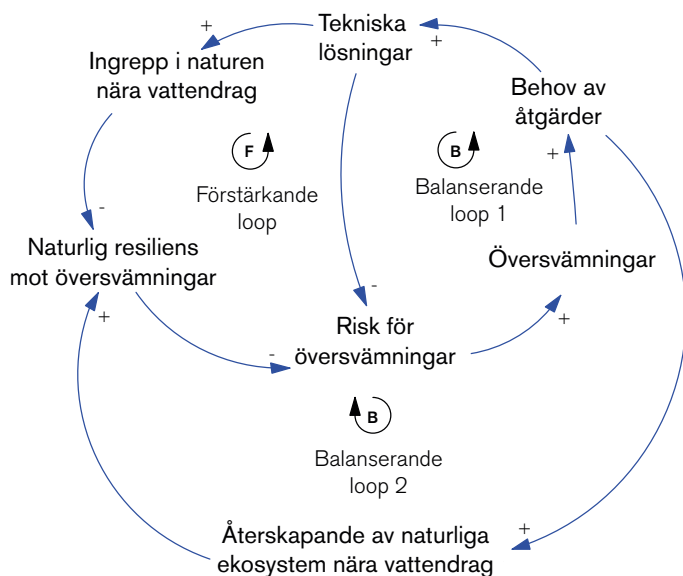 Tekniska
lösningar
+
+
Ingrepp i naturen
nära vattendrag
Behov av
åtgärder
F
Förstärkande
loop
B
Balanserande
loop 1
+
-
Naturlig resiliens
mot översvämningar
Översvämningar
+
-
Risk för
översvämningar
+
-
B
Balanserande
loop 2
+
Återskapande av naturliga
ekosystem nära vattendrag